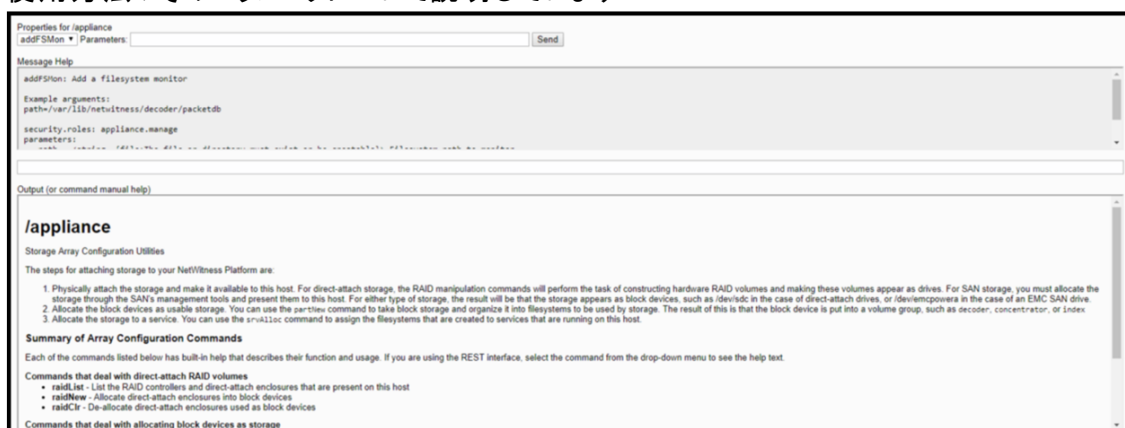 Properties for /appliance
addFSMon Parameters: Send
Message Help
addFSMon: Add a filesystem monitor
Example arguments:
path=/var/lib/netwitness/decoder/packetdb
security.roles: appliance.manage
parameters:
Output (or command manual help)
/appliance
Storage Array Configuration Utilities
The steps for attaching storage to your NetWitness Platform are:
1. Physically attach the storage and make it available to this host. For direct-attach storage, the RAID manipulation commands will perform the task of constructing hardware RAID volumes and making these volumes appear as drives. For SAN storage, you must allocate the
storage through the SAN's management tools and present them to this host. For either type of storage, the result will be that the storage appears as block devices, such as /dev/sdc in the case of direct-attach drives, or /dev/emcpowera in the case of an EMC SAN drive.
2. Allocate the block devices as usable storage. You can use the partNew command to take block storage and organize it into filesystems to be used by storage. The result of this is that the block device is put into a volume group, such as decoder, concentrator, or index
3. Allocate the storage to a service. You can use the srvAlloc command to assign the filesystems that are created to services that are running on this host.
Summary of Array Configuration Commands
Each of the commands listed below has built-in help that describes their function and usage. If you are using the REST interface, select the command from the drop-down menu to see the help text.
Commands that deal with direct-attach RAID volumes
• raidList - List the RAID controllers and direct-attach enclosures that are present on this host
• raidNew - Allocate direct-attach enclosures into block devices
• raidClr - De-allocate direct-attach enclosures used as block devices
Commands that deal with allocating block devices as storage